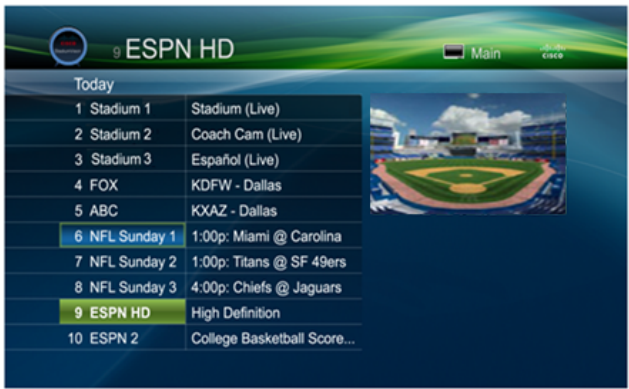 9 ESPN HD
Main
CISCO
Today
1 Stadium 1 Stadium (Live)
2 Stadium 2 Coach Cam (Live)
3 Stadium 3 Español (Live)
4 FOX KDFW - Dallas
5 ABC KXAZ - Dallas
6 NFL Sunday 1 1:00p: Miami @ Carolina
7 NFL Sunday 2 1:00p: Titans @ SF 49ers
8 NFL Sunday 3 4:00p: Chiefs @ Jaguars
9 ESPN HD High Definition
10 ESPN 2 College Basketball Score...